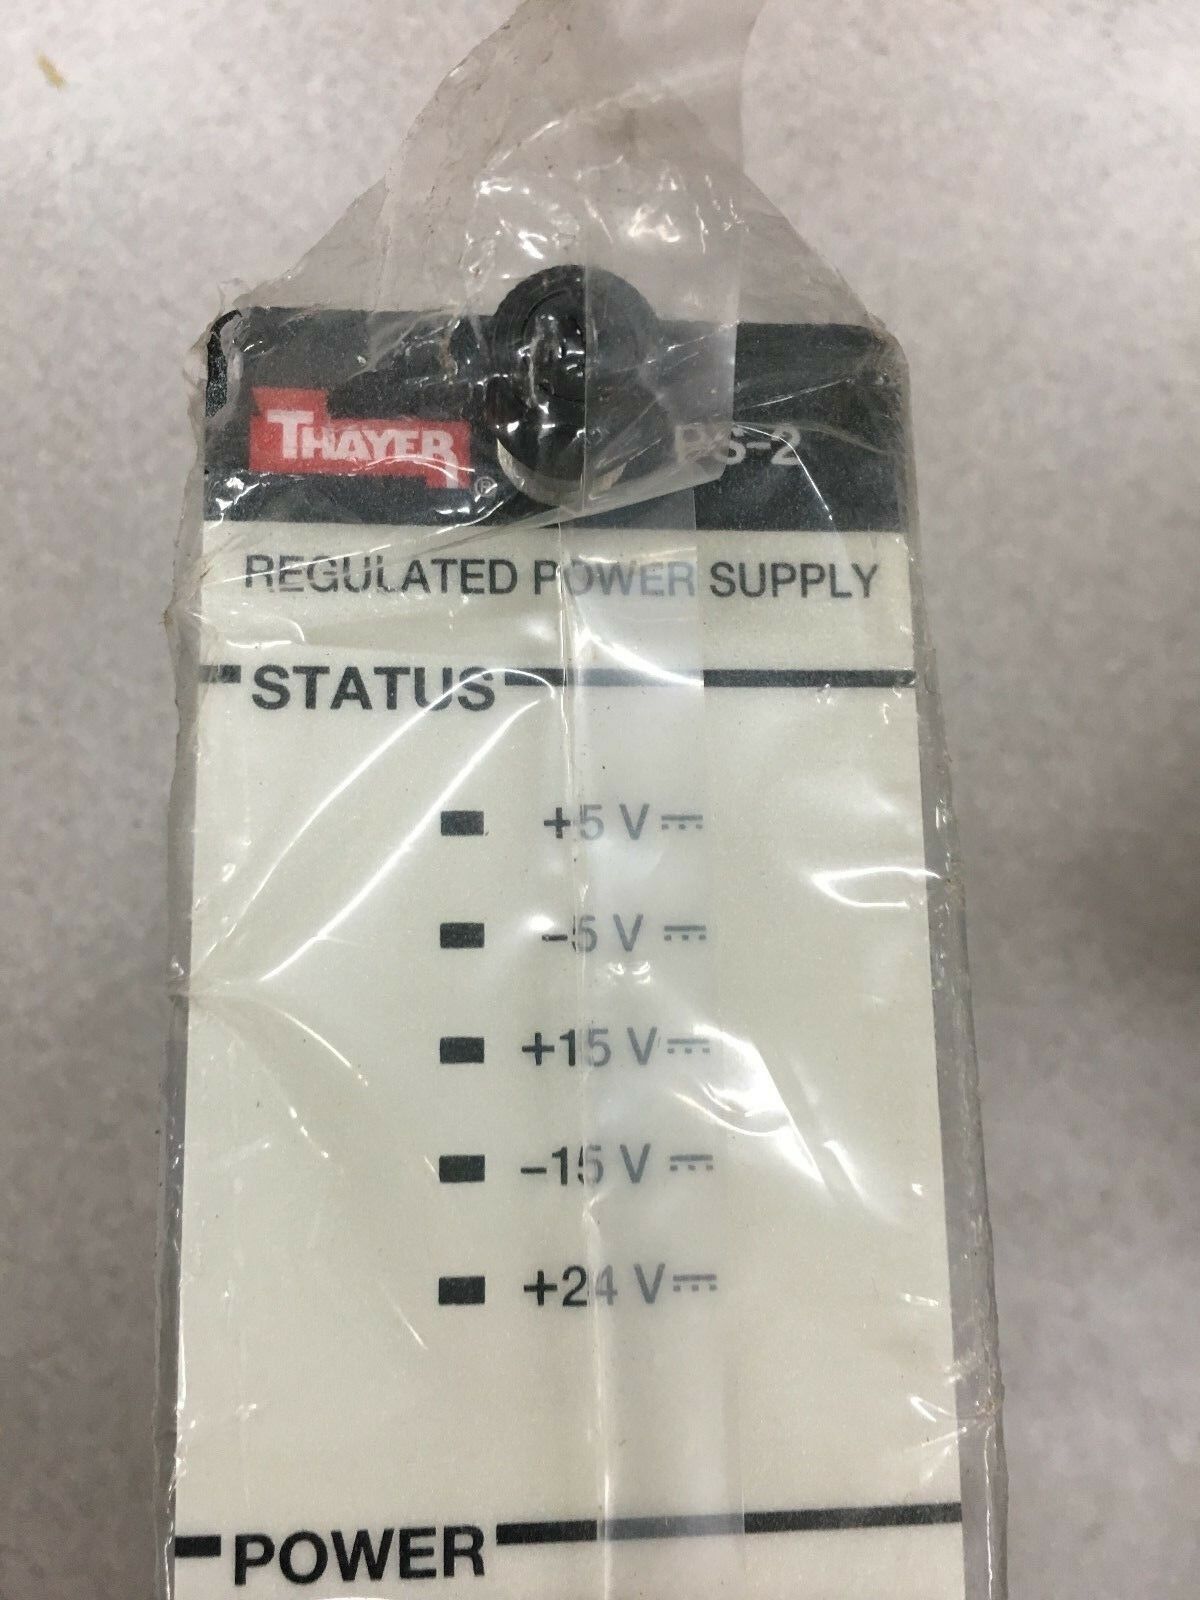 THAYER® PS-2
REGULATED POWER SUPPLY
STATUS
+5 V
-5 V
+15 V
-15 V
+24 V
POWER